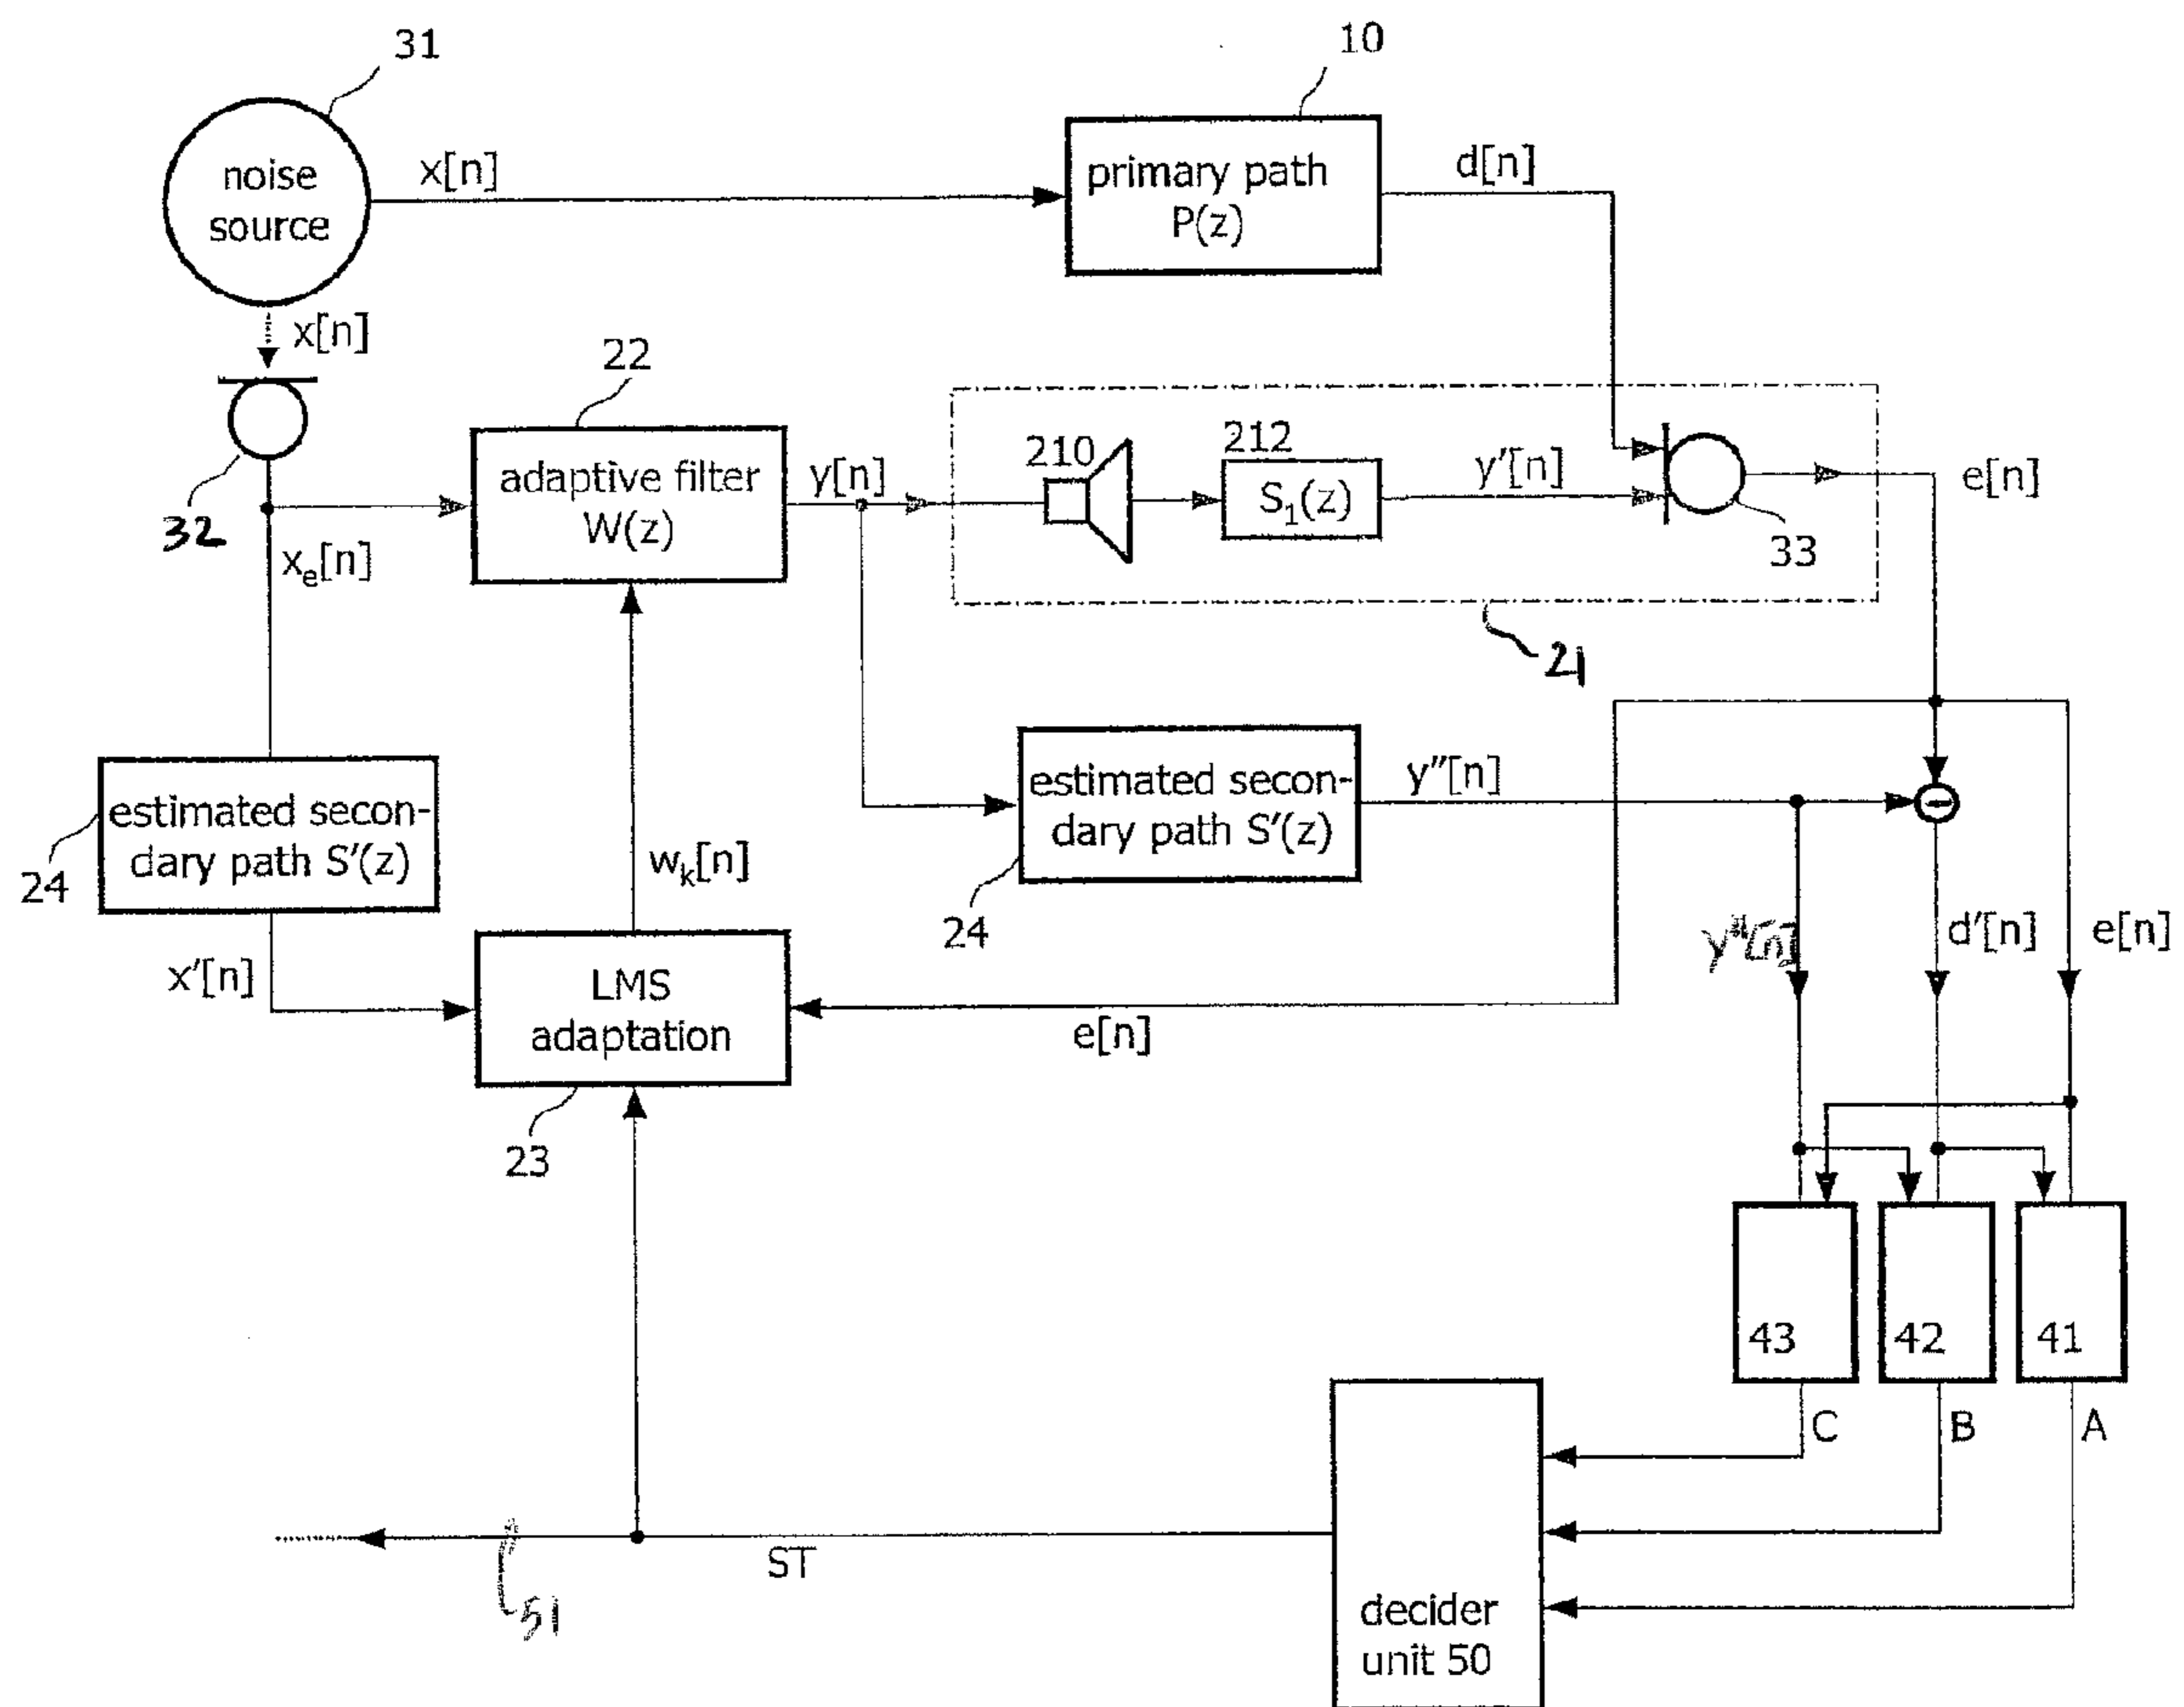 31
10
noise
source
x[n]
primary path
P(z)
d[n]
x[n]
22
32
adaptive filter
W(z)
y[n]
210
212
S₁(z)
y'[n]
e[n]
33
xₑ[n]
21
estimated secon-
dary path S'(z)
24
estimated secon-
dary path S'(z)
24
y''[n]
wₖ[n]
x'[n]
LMS
adaptation
23
e[n]
y''[n]
d'[n]
e[n]
43
42
41
C
B
A
ST
51
decider
unit 50